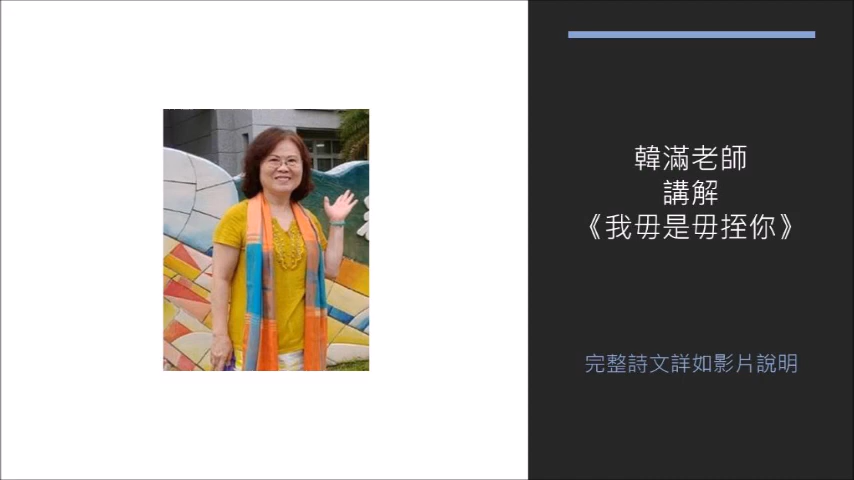 韓滿老師
講解
《我毋是毋挃你》
完整詩文詳如影片說明